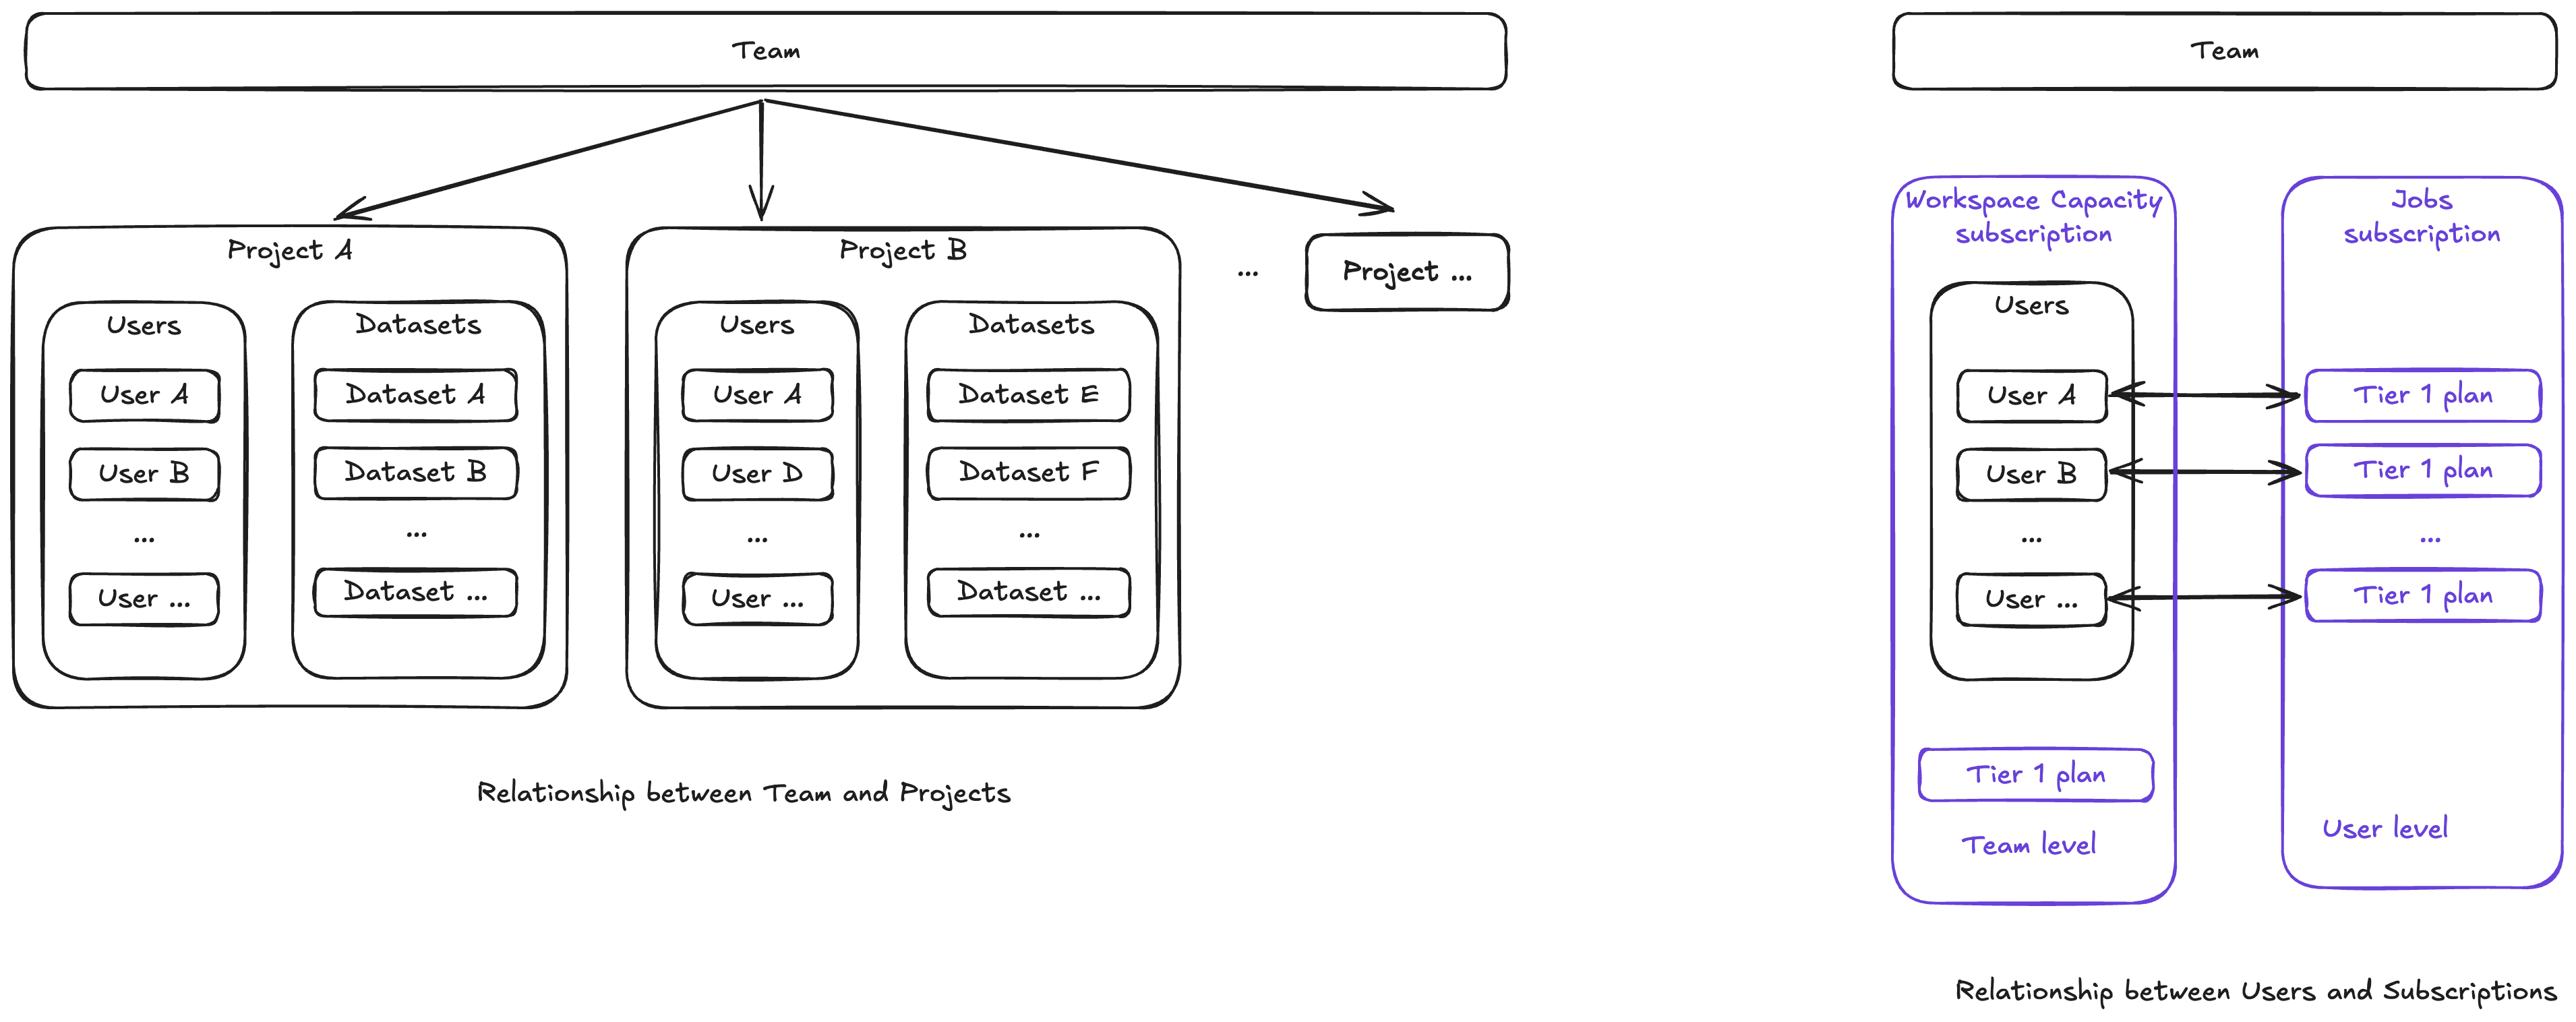 Team
Project A
Users
User A
User B
...
User ...
Datasets
Dataset A
Dataset B
...
Dataset ...
Project B
Users
User A
User D
...
User ...
Datasets
Dataset E
Dataset F
...
Dataset ...
...
Project ...
Relationship between Team and Projects
Team
Workspace Capacity
subscription
Users
User A
User B
...
User ...
Tier 1 plan
Team level
Jobs
subscription
Tier 1 plan
Tier 1 plan
...
Tier 1 plan
User level
Relationship between Users and Subscriptions